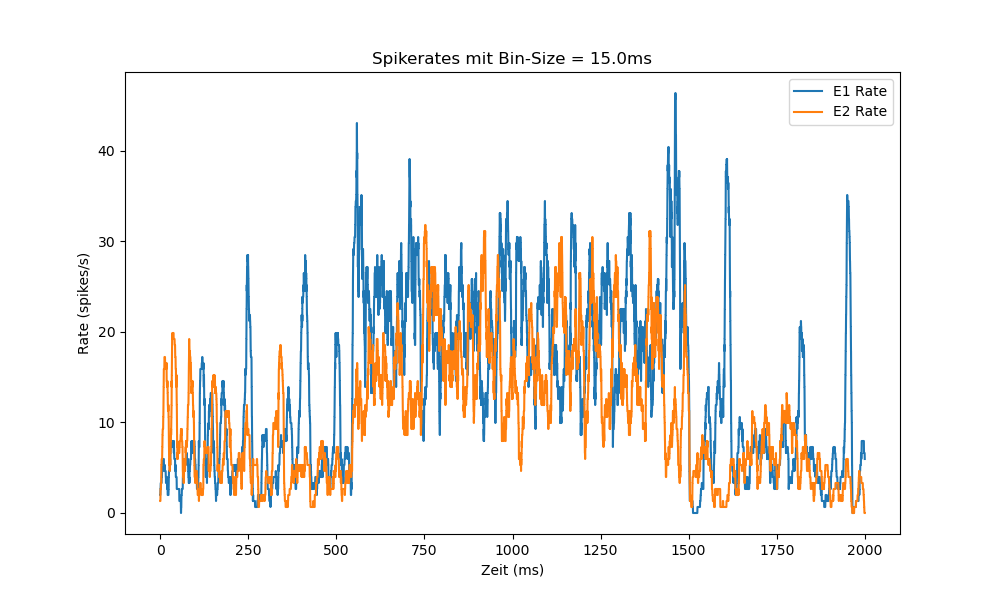 Spikerates mit Bin-Size = 15.0ms
E1 Rate
E2 Rate
Rate (spikes/s)
40
30
20
10
0
0 250 500 750 1000 1250 1500 1750 2000
Zeit (ms)